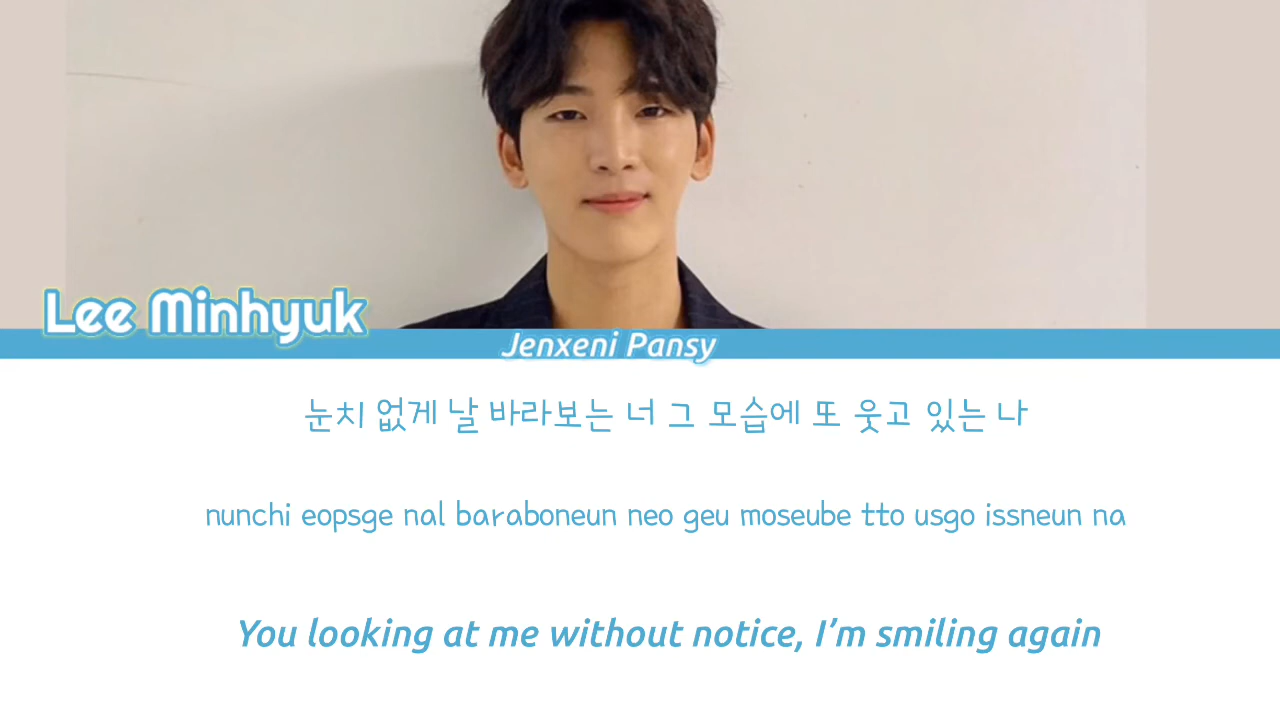 Lee Minhyuk
Jenxeni Pansy
눈치 없게 날 바라보는 너 그 모습에 또 웃고 있는 나
nunchi eopsge nal baraboneun neo geu moseube tto usgo issneun na
You looking at me without notice, I'm smiling again